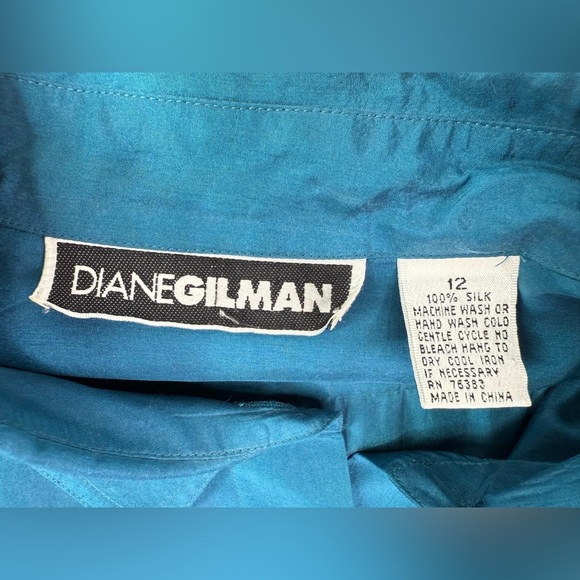 DIANEGILMAN
12
100% SILK
MACHINE WASH OR
HAND WASH COLD
GENTLE CYCLE NO
BLEACH HANG TO
DRY COOL IRON
IF NECESSARY
RN 76383
MADE IN CHINA